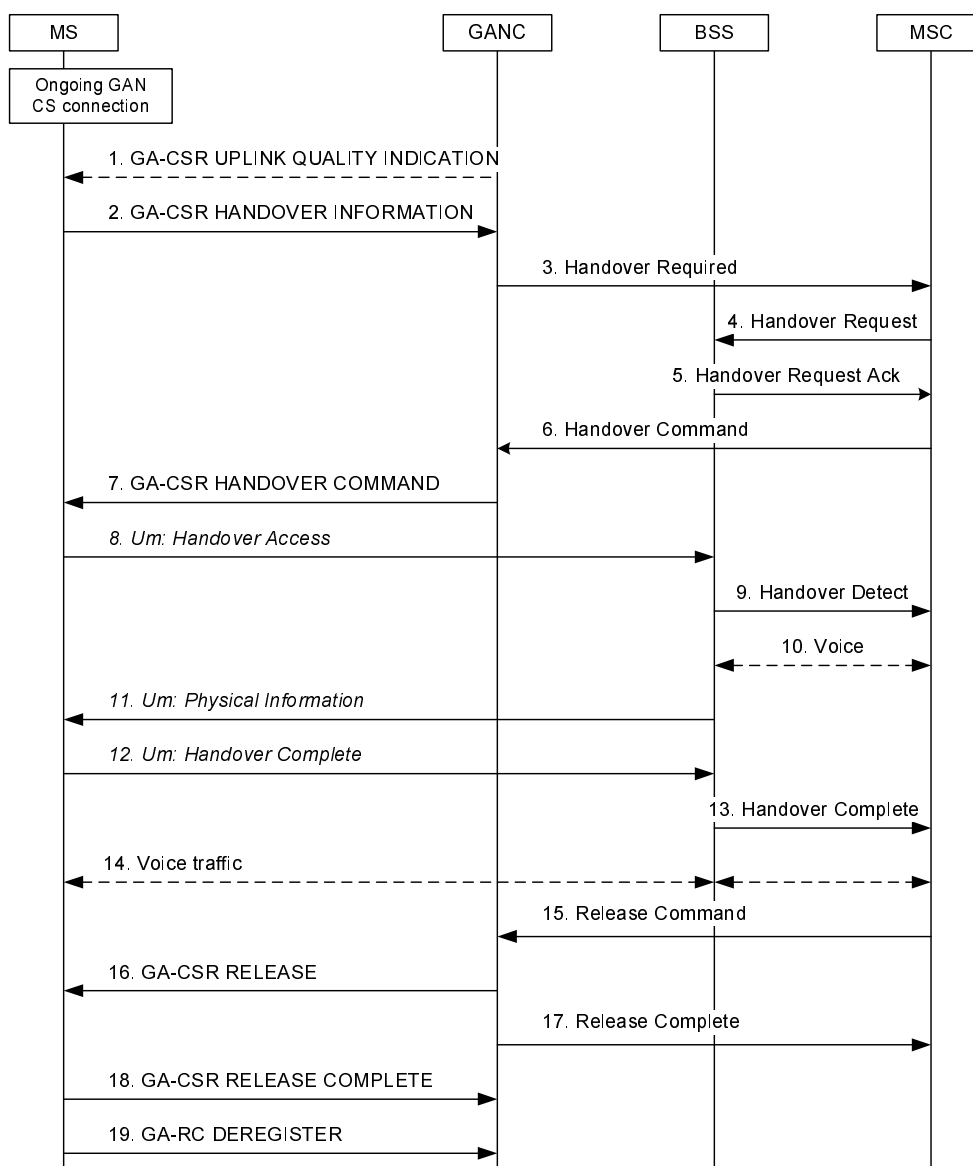 MS
GANC
BSS
MSC
Ongoing GAN
CS connection
1. GA-CSR UPLINK QUALITY INDICATION
2. GA-CSR HANDOVER INFORMATION
3. Handover Required
4. Handover Request
5. Handover Request Ack
6. Handover Command
7. GA-CSR HANDOVER COMMAND
8. Um: Handover Access
9. Handover Detect
10. Voice
11. Um: Physical Information
12. Um: Handover Complete
13. Handover Complete
14. Voice traffic
15. Release Command
16. GA-CSR RELEASE
17. Release Complete
18. GA-CSR RELEASE COMPLETE
19. GA-RC DEREGISTER